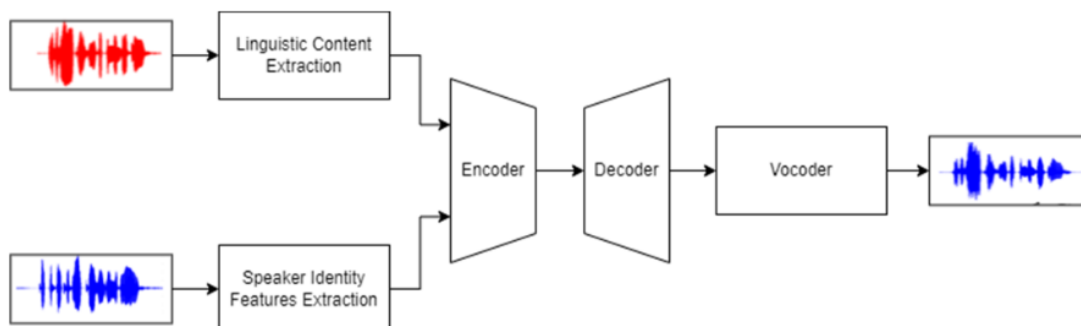 Linguistic Content
Extraction
Encoder
Decoder
Vocoder
Speaker Identity
Features Extraction